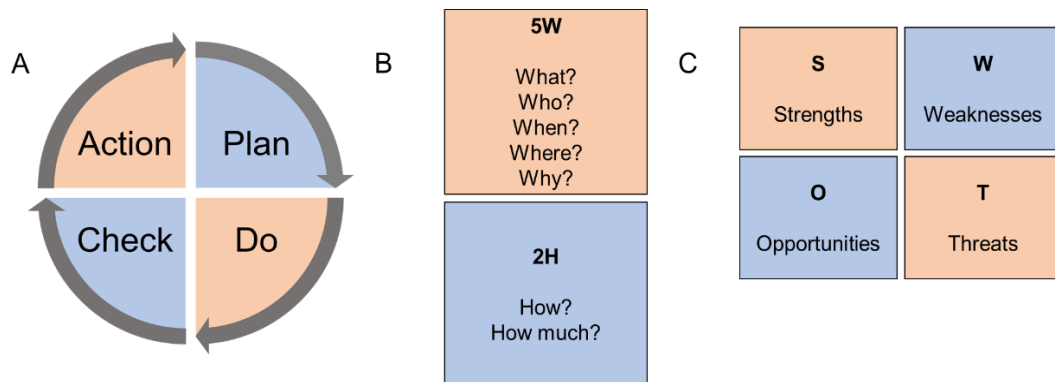 A
Action
Plan
Check
Do
B
5W
What?
Who?
When?
Where?
Why?
2H
How?
How much?
C
S
Strengths
W
Weaknesses
O
Opportunities
T
Threats